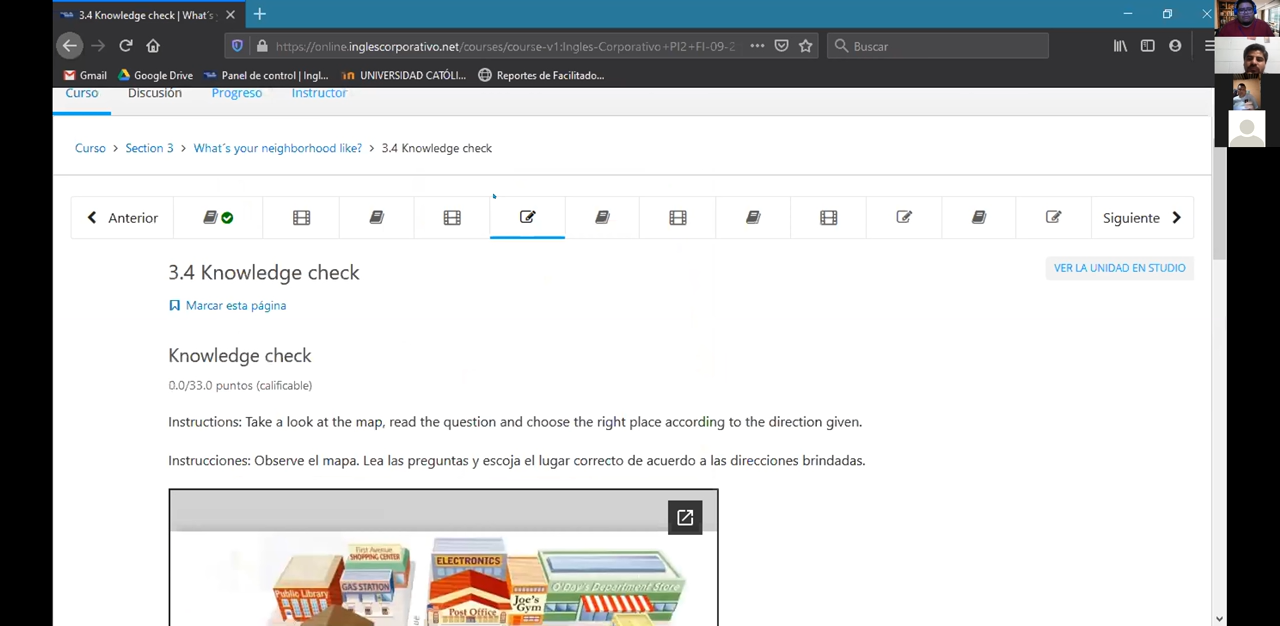 3.4 Knowledge check | What´s
https://online.inglescorporativo.net/courses/course-v1:Ingles-Corporativo+PI2+FI-09-2
Buscar
Gmail Google Drive Panel de control | Ingl... UNIVERSIDAD CATÓLI... Reportes de Facilitado...
Curso Discusión Progreso Instructor
Curso > Section 3 > What´s your neighborhood like? > 3.4 Knowledge check
Anterior Siguiente
3.4 Knowledge check
VER LA UNIDAD EN STUDIO
Marcar esta página
Knowledge check
0.0/33.0 puntos (calificable)
Instructions: Take a look at the map, read the question and choose the right place according to the direction given.
Instrucciones: Observe el mapa. Lea las preguntas y escoja el lugar correcto de acuerdo a las direcciones brindadas.
First Avenue
SHOPPING CENTER
ELECTRONICS
GAS STATION
O'Day's Department Store
Public Library
Joe's
Gym
Post Office